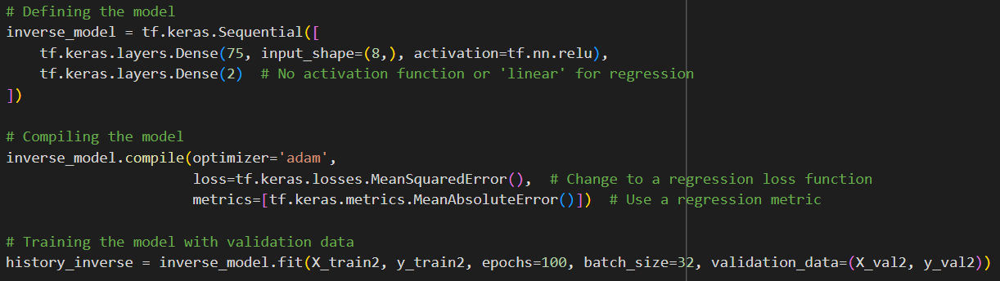 # Defining the model
inverse_model = tf.keras.Sequential([
    tf.keras.layers.Dense(75, input_shape=(8,), activation=tf.nn.relu),
    tf.keras.layers.Dense(2)  # No activation function or 'linear' for regression
])
# Compiling the model
inverse_model.compile(optimizer='adam',
                      loss=tf.keras.losses.MeanSquaredError(),  # Change to a regression loss function
                      metrics=[tf.keras.metrics.MeanAbsoluteError()])  # Use a regression metric
# Training the model with validation data
history_inverse = inverse_model.fit(X_train2, y_train2, epochs=100, batch_size=32, validation_data=(X_val2, y_val2))